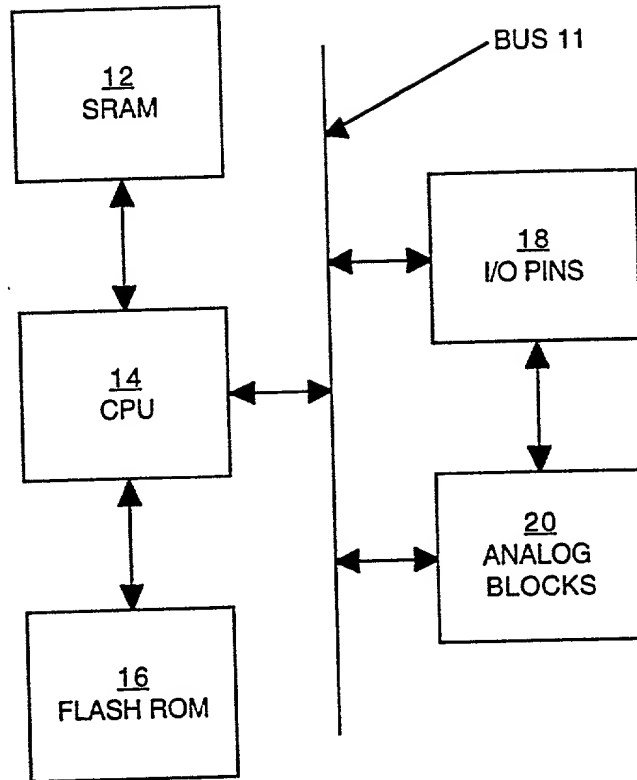 BUS 11
12
SRAM
18
I/O PINS
14
CPU
20
ANALOG
BLOCKS
16
FLASH ROM